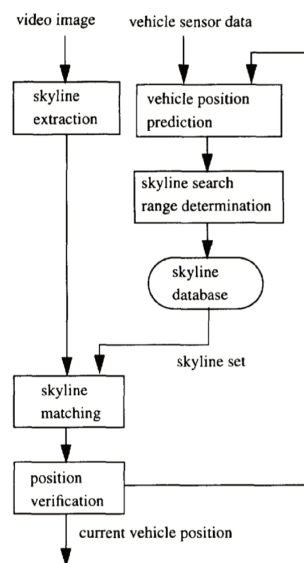 video image
vehicle sensor data
skyline
extraction
vehicle position
prediction
skyline search
range determination
skyline
database
skyline set
skyline
matching
position
verification
current vehicle position